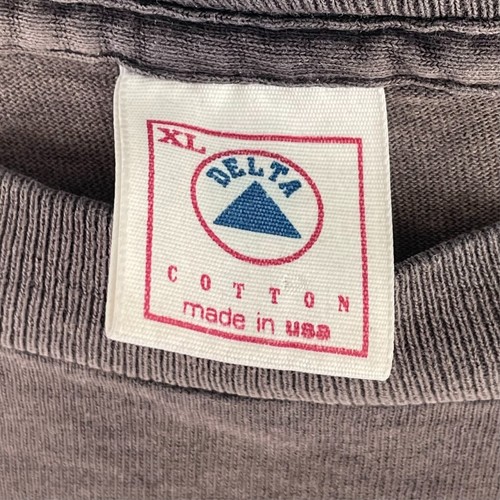 XL
DELTA
COTTON
made in usa